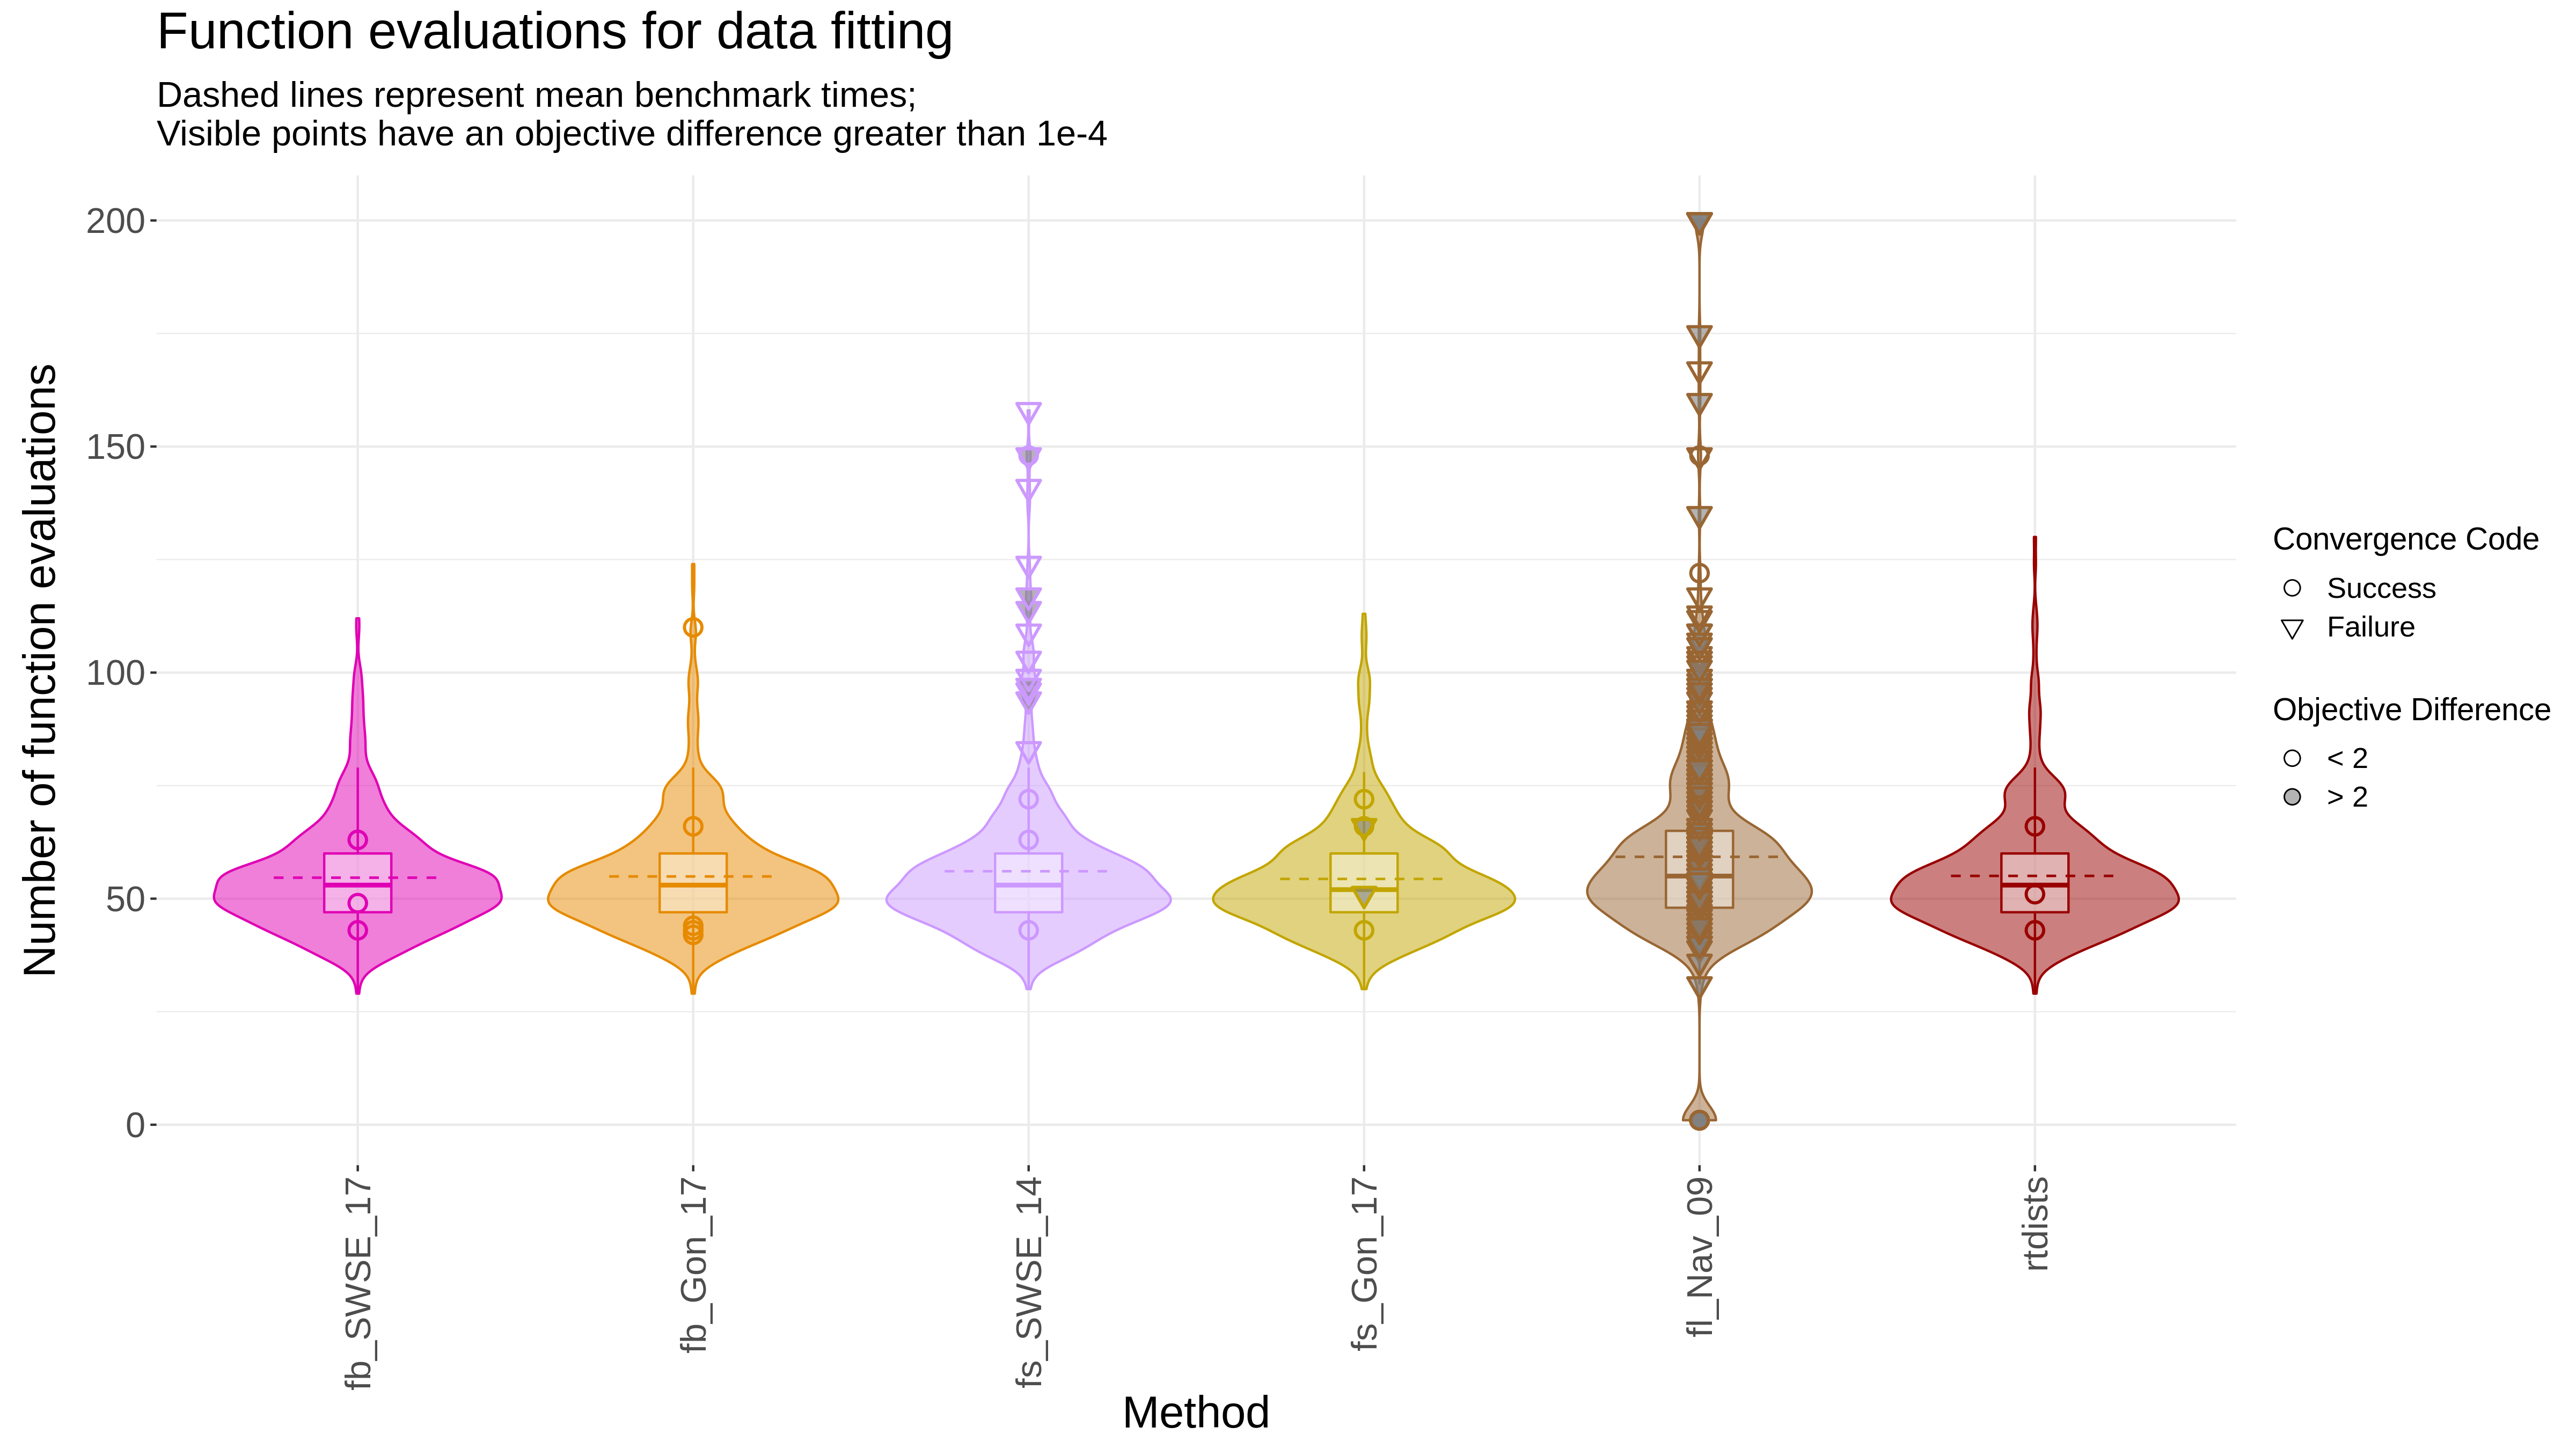 Function evaluations for data fitting
Dashed lines represent mean benchmark times;
Visible points have an objective difference greater than 1e-4
Number of function evaluations
200
150
100
50
0
fb_SWSE_17
fb_Gon_17
fs_SWSE_14
fs_Gon_17
fl_Nav_09
rtdists
Method
Convergence Code
Success
Failure
Objective Difference
< 2
> 2